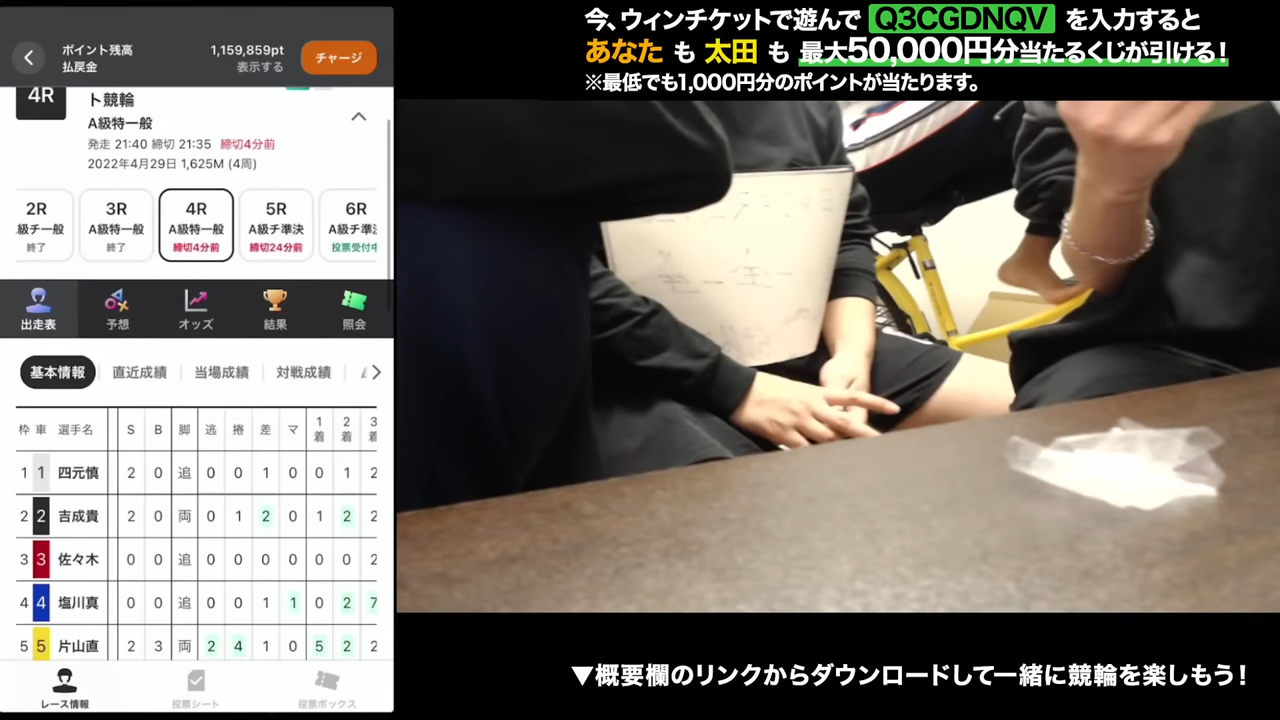 今、ウィンチケットで遊んで Q3CGDNQV を入力すると
あなた も 太田 も 最大50,000円分当たるくじが引ける！
※最低でも1,000円分のポイントが当たります。
ポイント残高 1,159,859pt
払戻金 表示する
チャージ
4R
ト競輪
A級特一般
発走 21:40 締切 21:35 締切4分前
2022年4月29日 1,625M (4周)
2R 3R 4R 5R 6R
級チ一般 A級特一般 A級特一般 A級チ準決 A級チ準決
終了 終了 締切4分前 締切24分前 投票受付中
出走表 予想 オッズ 結果 照会
基本情報 直近成績 当場成績 対戦成績
枠 車 選手名 S B 脚 逃 捲 差 マ 1着 2着 3着
1 1 四元慎 2 0 追 0 0 1 0 0 1 2
2 2 吉成貴 2 0 両 0 1 2 0 1 2 2
3 3 佐々木 0 0 追 0 0 0 0 0 0 2
4 4 塩川真 0 0 追 0 0 1 1 0 2 7
5 5 片山直 2 3 両 2 4 1 0 5 2 2
レース情報 投票シート 投票ボックス
▼概要欄のリンクからダウンロードして一緒に競輪を楽しもう！